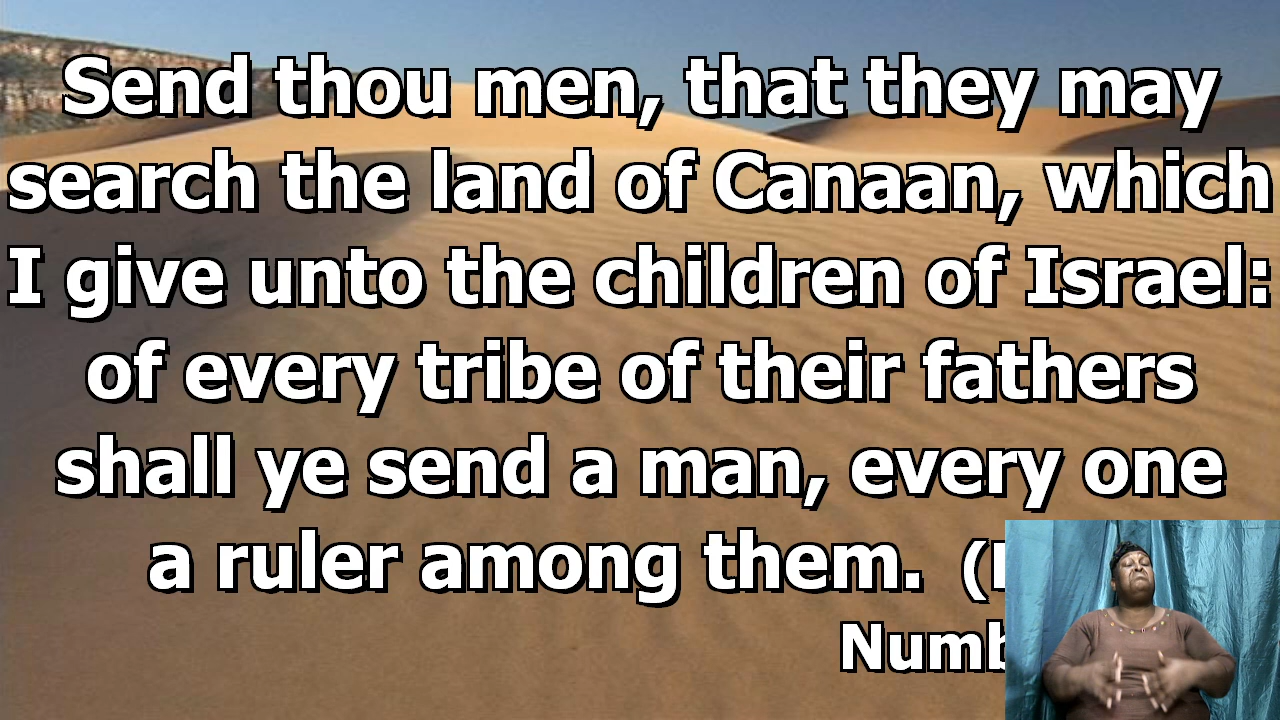 Send thou men, that they may
search the land of Canaan, which
I give unto the children of Israel:
of every tribe of their fathers
shall ye send a man, every one
a ruler among them.